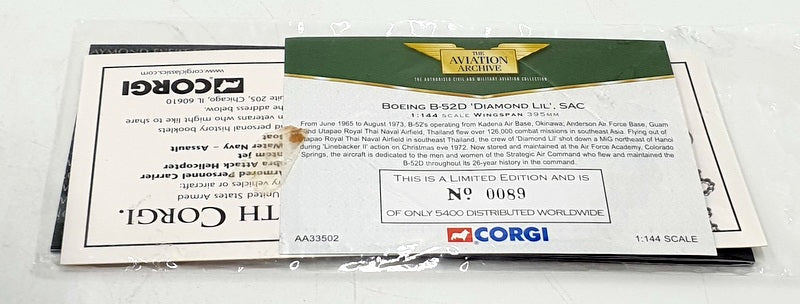 THE
AVIATION
ARCHIVE
THE AUTHORISED CIVIL AND MILITARY AVIATION COLLECTION
BOEING B-52D 'DIAMOND LIL', SAC
1:144 SCALE WINGSPAN 395MM
From June 1965 to August 1973, B-52's operating from Kadena Air Base, Okinawa; Anderson Air Force Base, Guam
and Utapao Royal Thai Naval Airfield, Thailand flew over 126,000 combat missions in southeast Asia. Flying out of
Utapao Royal Thai Naval Airfield in southeast Thailand, the crew of 'Diamond Lil' shot down a MiG northeast of Hanoi
during 'Linebacker II' action on Christmas eve 1972. Now stored and maintained at the Air Force Academy, Colorado
Springs, the aircraft is dedicated to the men and women of the Strategic Air Command who flew and maintained the
B-52D throughout its 26-year history in the command.
THIS IS A LIMITED EDITION AND IS
No. 0089
OF ONLY 5400 DISTRIBUTED WORLDWIDE
AA33502
CORGI
1:144 SCALE
TH CORGI.
United States Armed
ry vehicles or aircraft:
Armored Personnel Carrier
obra Attack Helicopter
Water Navy - Assault
oat
d personal history booklets
n veterans who might like to
he address below.
suite 205, Chicago, IL 60610
CORGI
www.corgiclassics.com